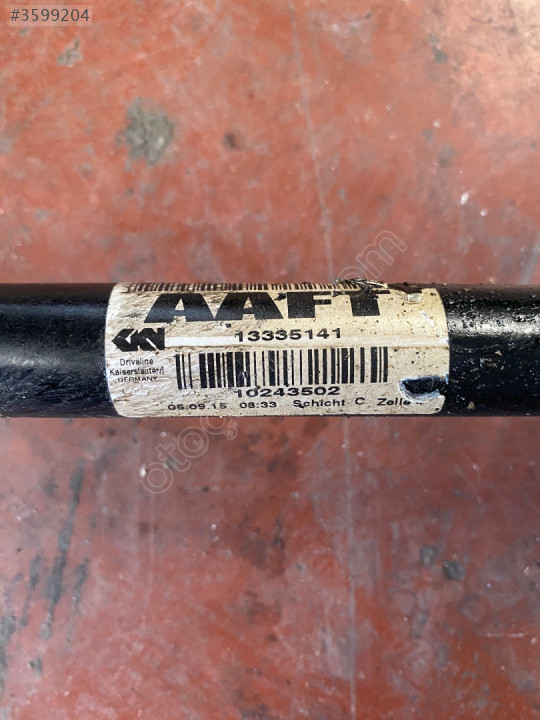 #3599204
AAFT
13335141
GKN
Driveline
Kaiserslautern
GERMANY
10243502
05.09.15 08:33 Schicht C Zelle